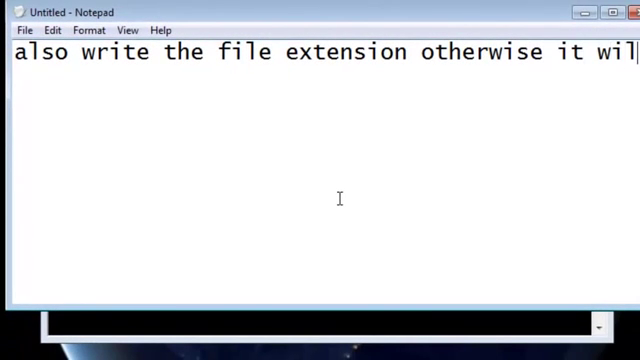 Untitled - Notepad
File Edit Format View Help
also write the file extension otherwise it wil